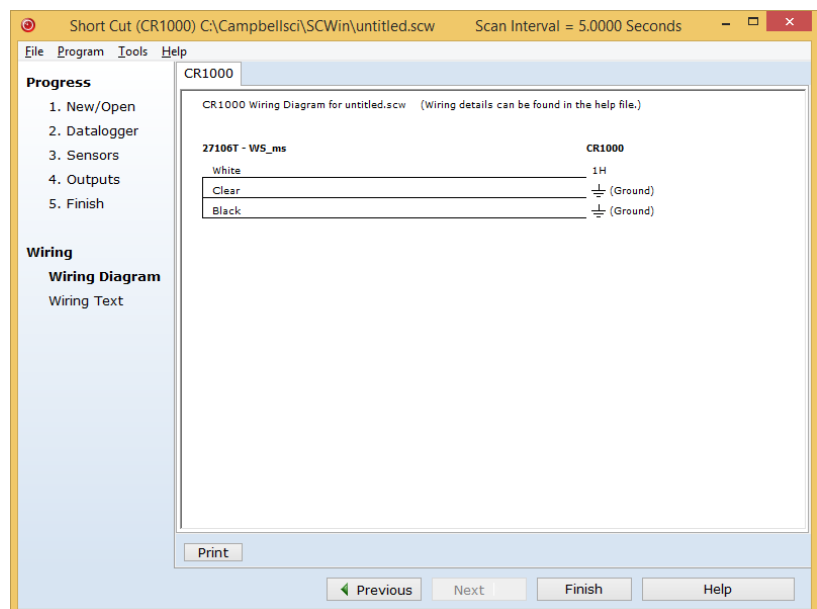 Short Cut (CR1000) C:\Campbellsci\SCWin\untitled.scw Scan Interval = 5.0000 Seconds
File Program Tools Help
Progress
1. New/Open
2. Datalogger
3. Sensors
4. Outputs
5. Finish
Wiring
Wiring Diagram
Wiring Text
CR1000
CR1000 Wiring Diagram for untitled.scw (Wiring details can be found in the help file.)
27106T - WS_ms CR1000
White 1H
Clear (Ground)
Black (Ground)
Print
Previous Next Finish Help